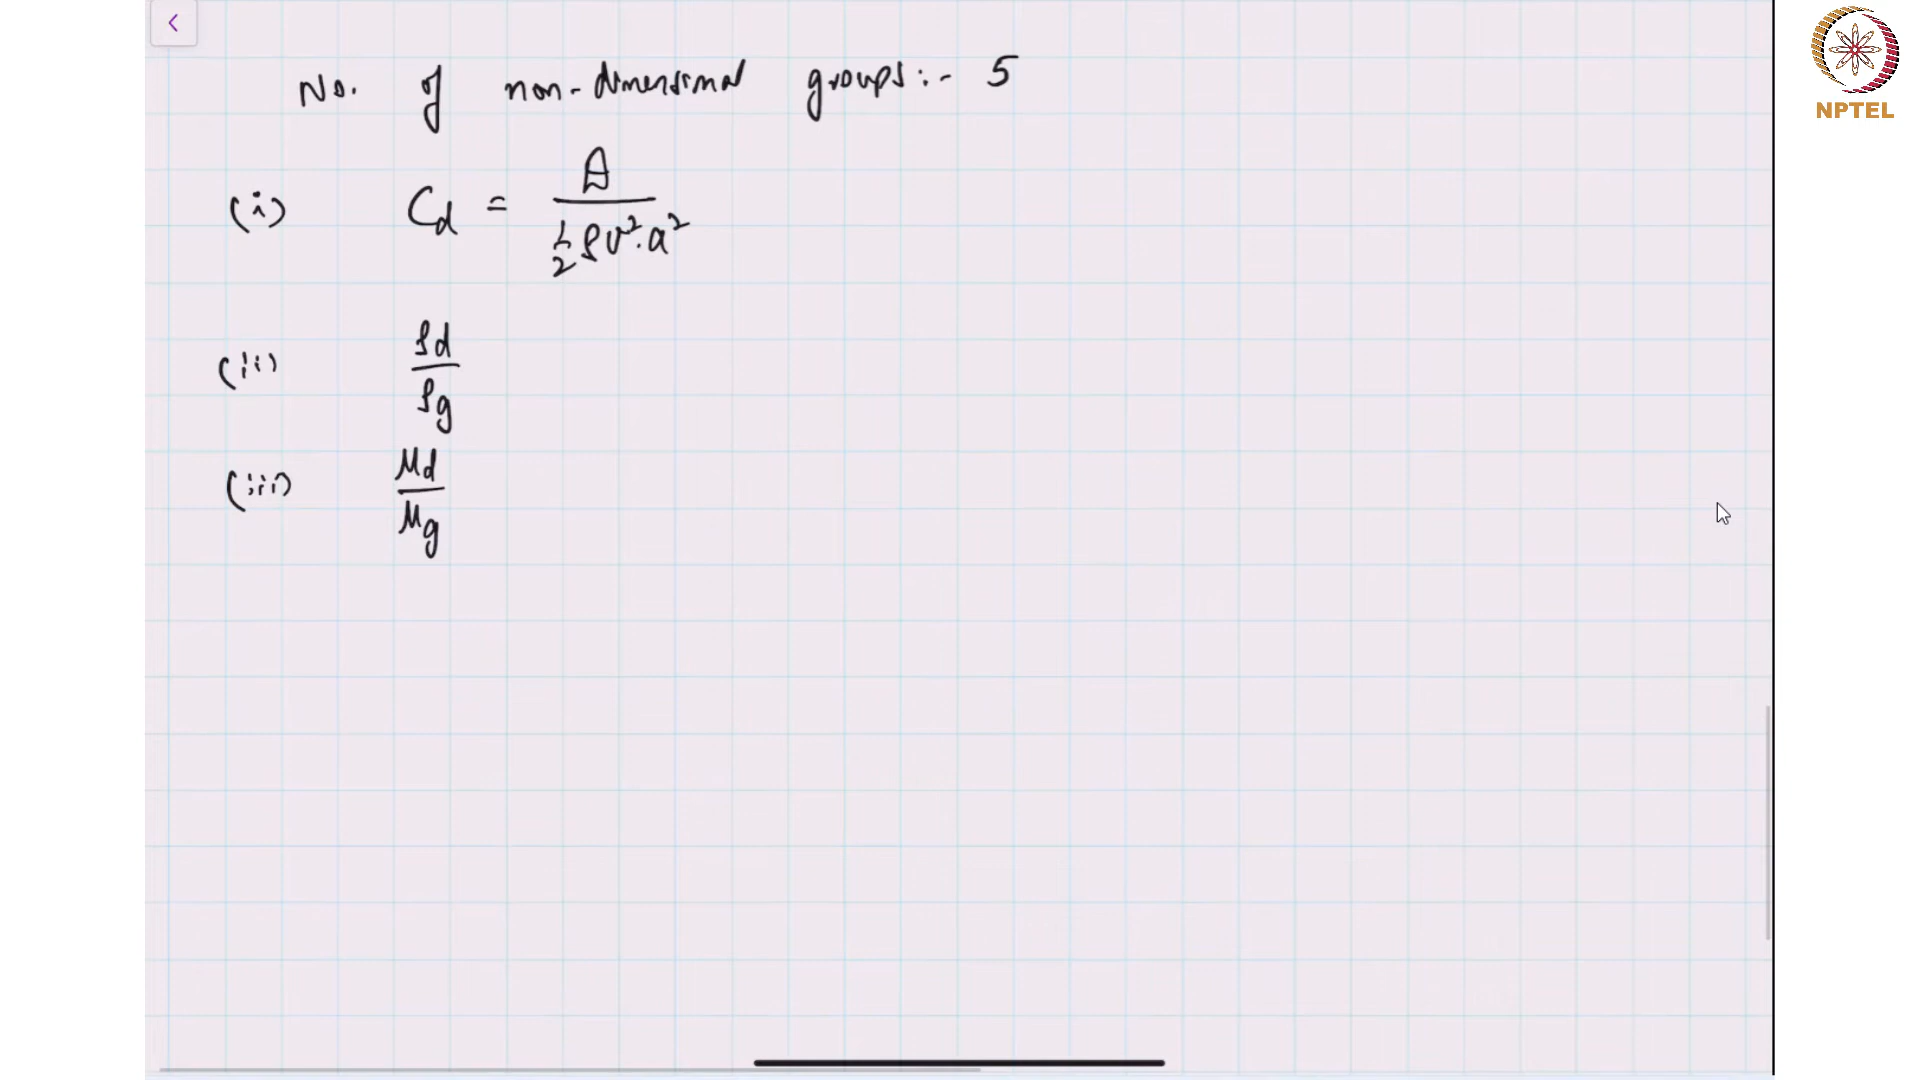 No. of non-dimensional groups:- 5
NPTEL
(i) Cd = D / ½ρv².a²
(ii) ρd / ρg
(iii) μd / μg